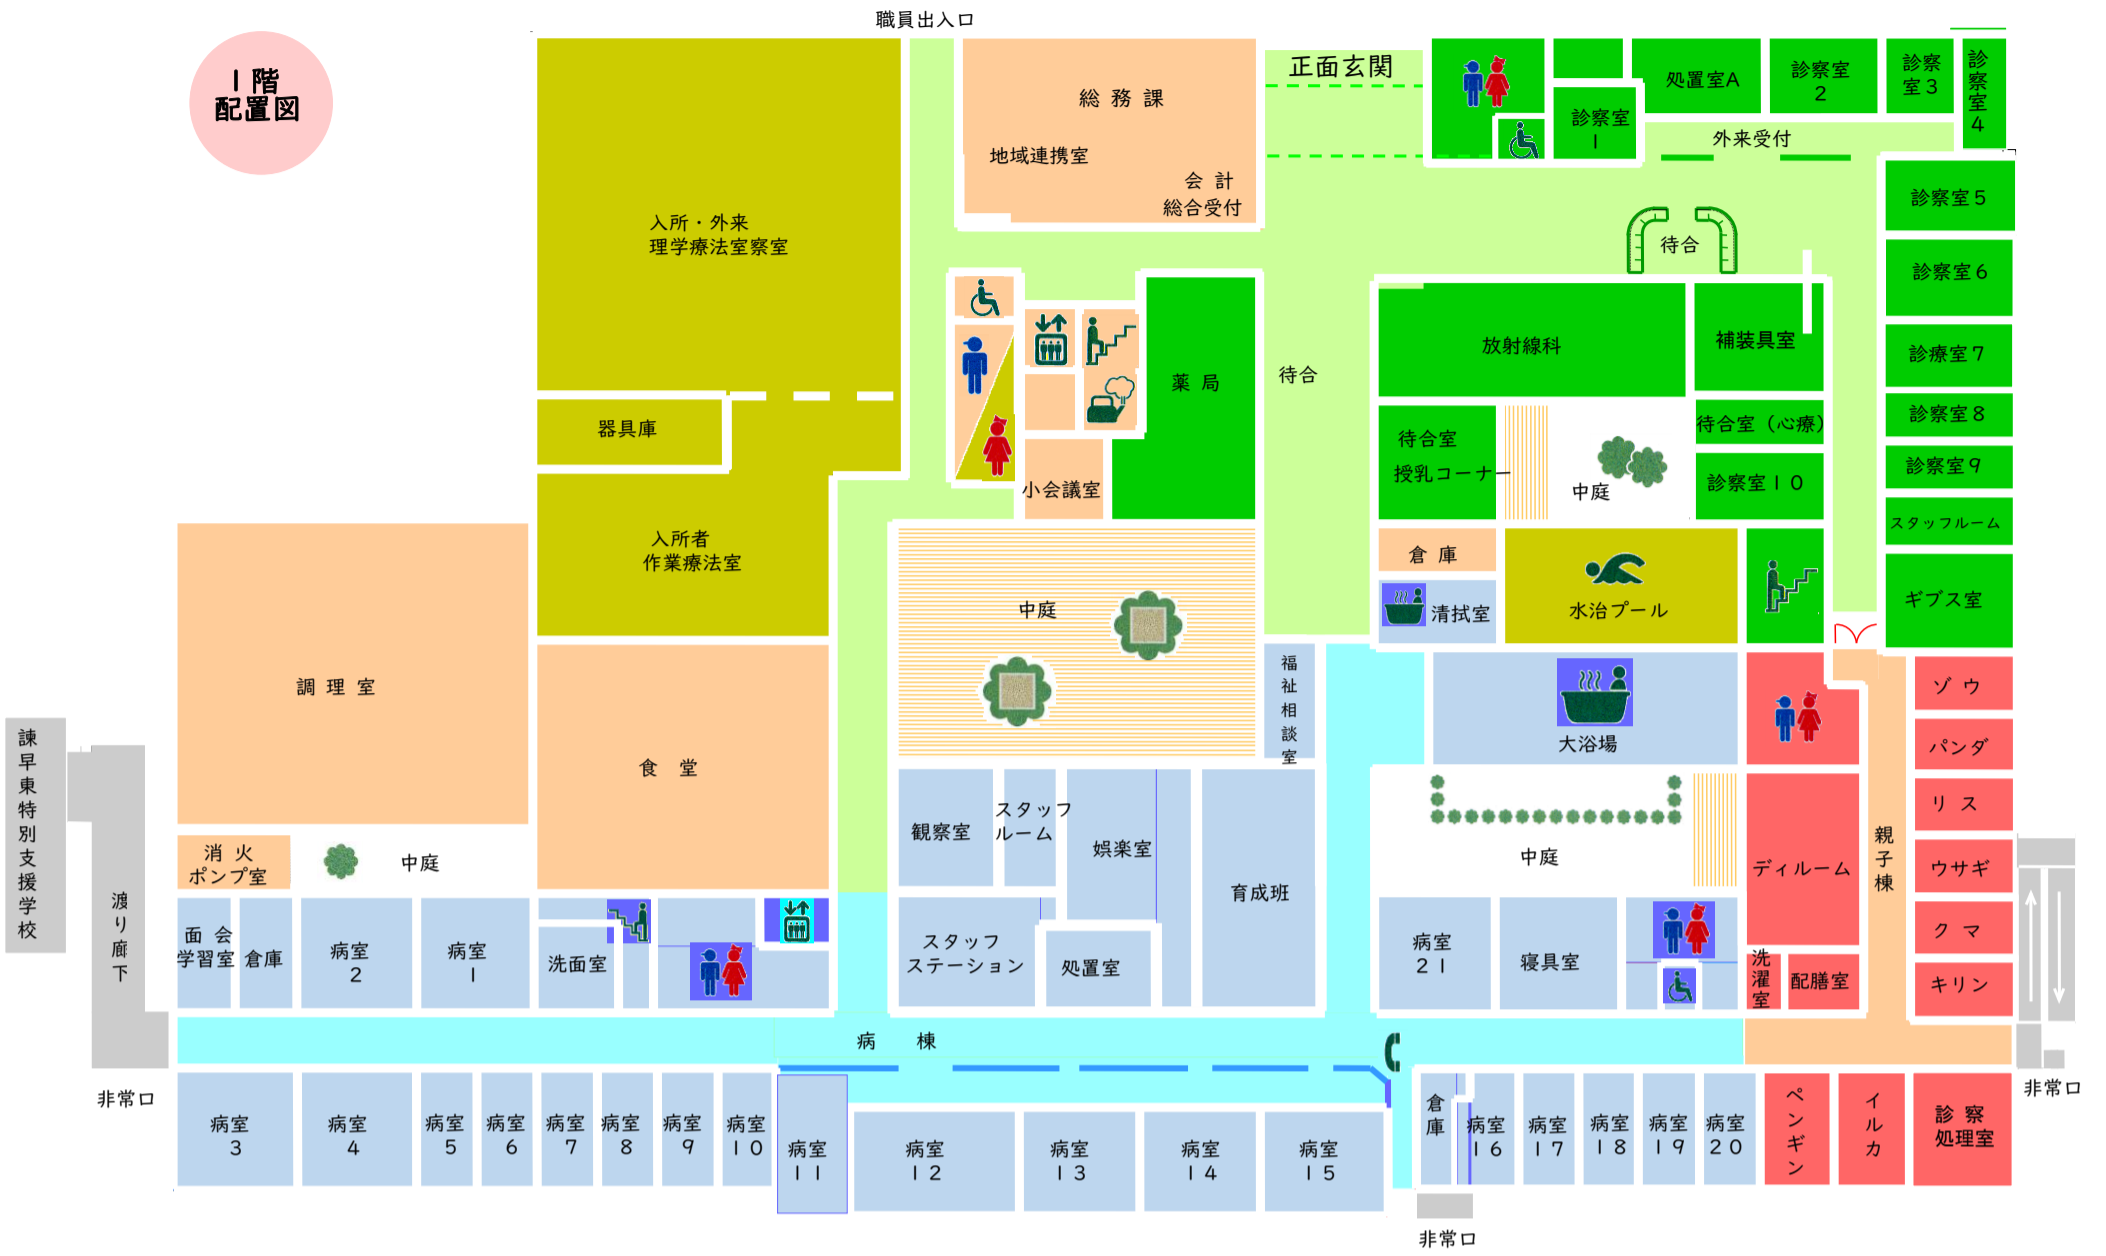 職員出入口
1階
配置図
総務課
地域連携室
会計
総合受付
正面玄関
処置室A
診察室
2
診察
室3
診
察
室
4
診察室
1
外来受付
入所・外来
理学療法室察室
診察室5
待合
診察室6
放射線科
補装具室
診療室7
薬局
待合
器具庫
待合室
授乳コーナー
待合室(心療)
診察室8
中庭
診察室10
診察室9
小会議室
スタッフルーム
入所者
作業療法室
倉庫
清拭室
水治プール
ギブス室
中庭
調理室
食堂
福
祉
相
談
室
大浴場
ゾウ
パンダ
リス
ウサギ
クマ
キリン
諫
早
東
特
別
支
援
学
校
渡
り
廊
下
消火
ポンプ室
中庭
観察室
スタッフ
ルーム
娯楽室
育成班
中庭
ディルーム
親
子
棟
面会
学習室
倉庫
病室
2
病室
1
洗面室
スタッフ
ステーション
処置室
病室
21
寝具室
洗
濯
室
配膳室
病棟
非常口
非常口
病室
3
病室
4
病室
5
病室
6
病室
7
病室
8
病室
9
病室
10
病室
11
病室
12
病室
13
病室
14
病室
15
倉
庫
病室
16
病室
17
病室
18
病室
19
病室
20
ペ
ン
ギ
ン
イ
ル
カ
診察
処理室
非常口